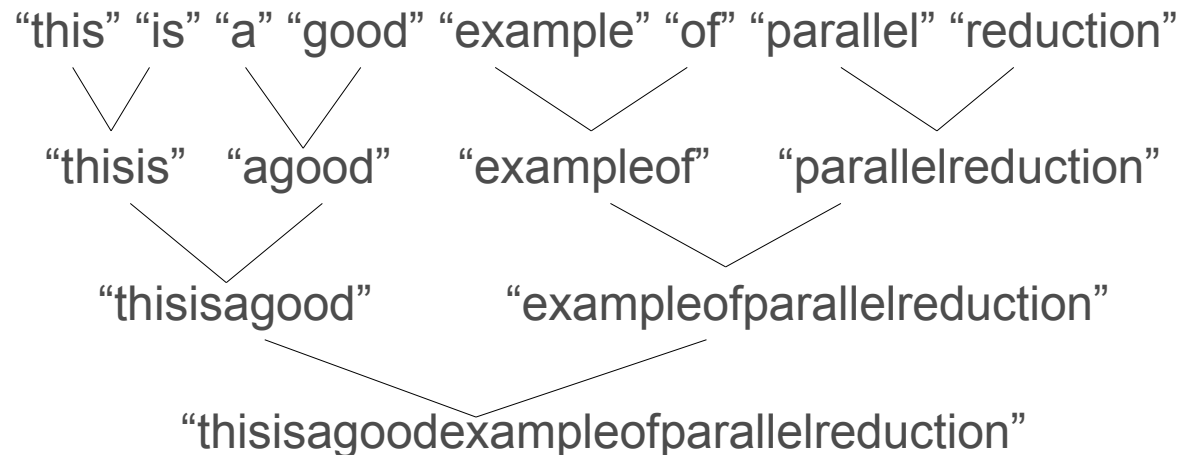 “this” “is” “a” “good” “example” “of” “parallel” “reduction”
“thisis” “agood” “exampleof” “parallelreduction”
“thisisagood” “exampleofparallelreduction”
“thisisagoodexampleofparallelreduction”